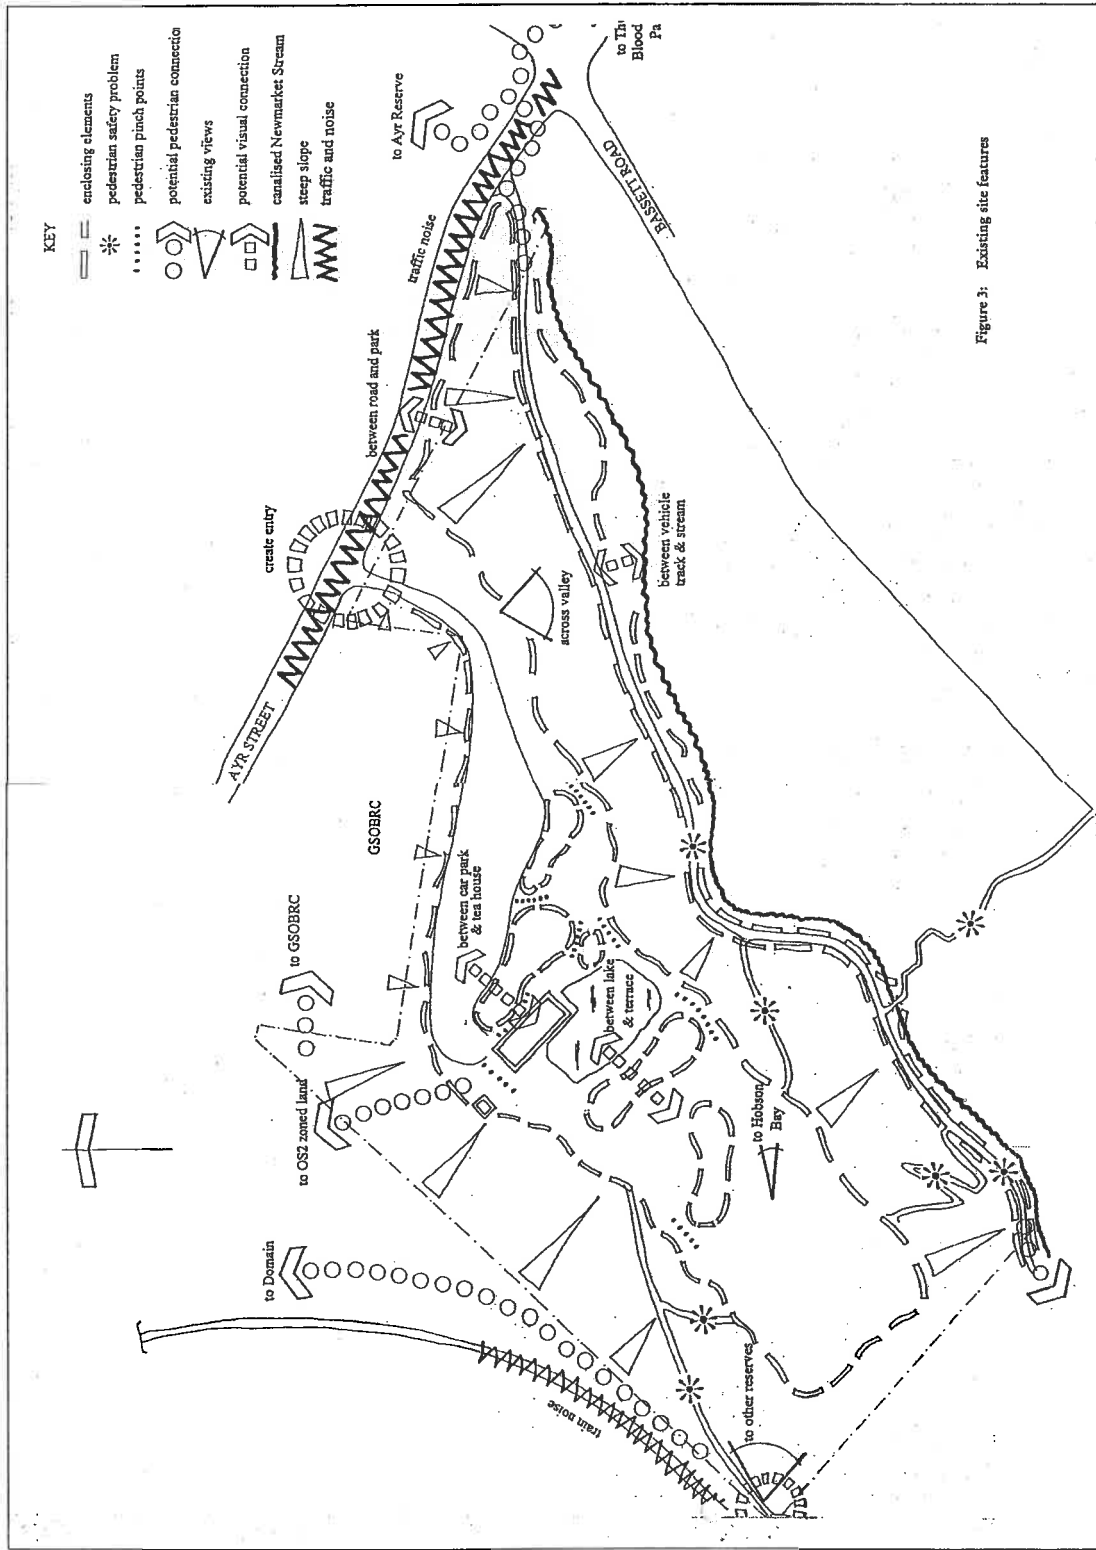 KEY
enclosing elements
pedestrian safety problem
pedestrian pinch points
potential pedestrian connectio
existing views
potential visual connection
canalised Newmarket Stream
steep slope
traffic and noise
to Ayr Reserve
to Th
Blood
Pa
traffic noise
BASSETT ROAD
between road and park
create entry
AYR STREET
across valley
between vehicle
track & stream
GSOBRC
between car park
& tea house
to GSOBRC
between lake
& terrace
to OS2 zoned land
to Hobson
Bay
to Domain
train noise
to other reserves
Figure 3: Existing site features